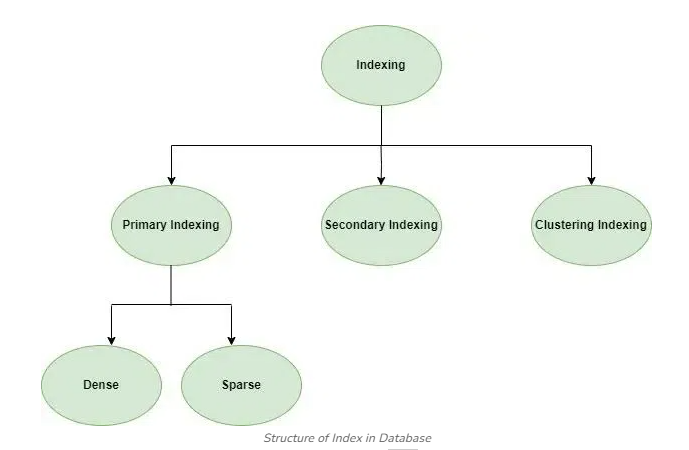 Indexing
Primary Indexing
Secondary Indexing
Clustering Indexing
Dense
Sparse
Structure of Index in Database